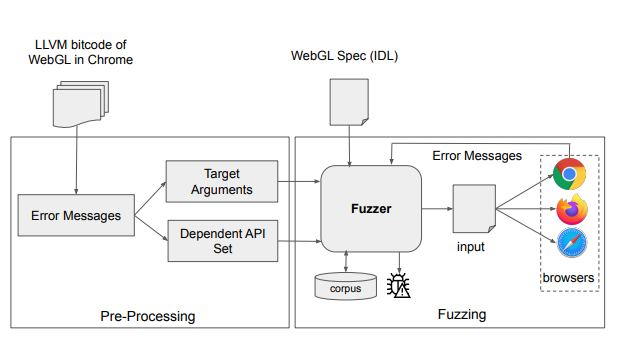 LLVM bitcode of
WebGL in Chrome
WebGL Spec (IDL)
Error Messages
Target
Arguments
Dependent API
Set
Pre-Processing
Fuzzer
corpus
Error Messages
input
browsers
Fuzzing